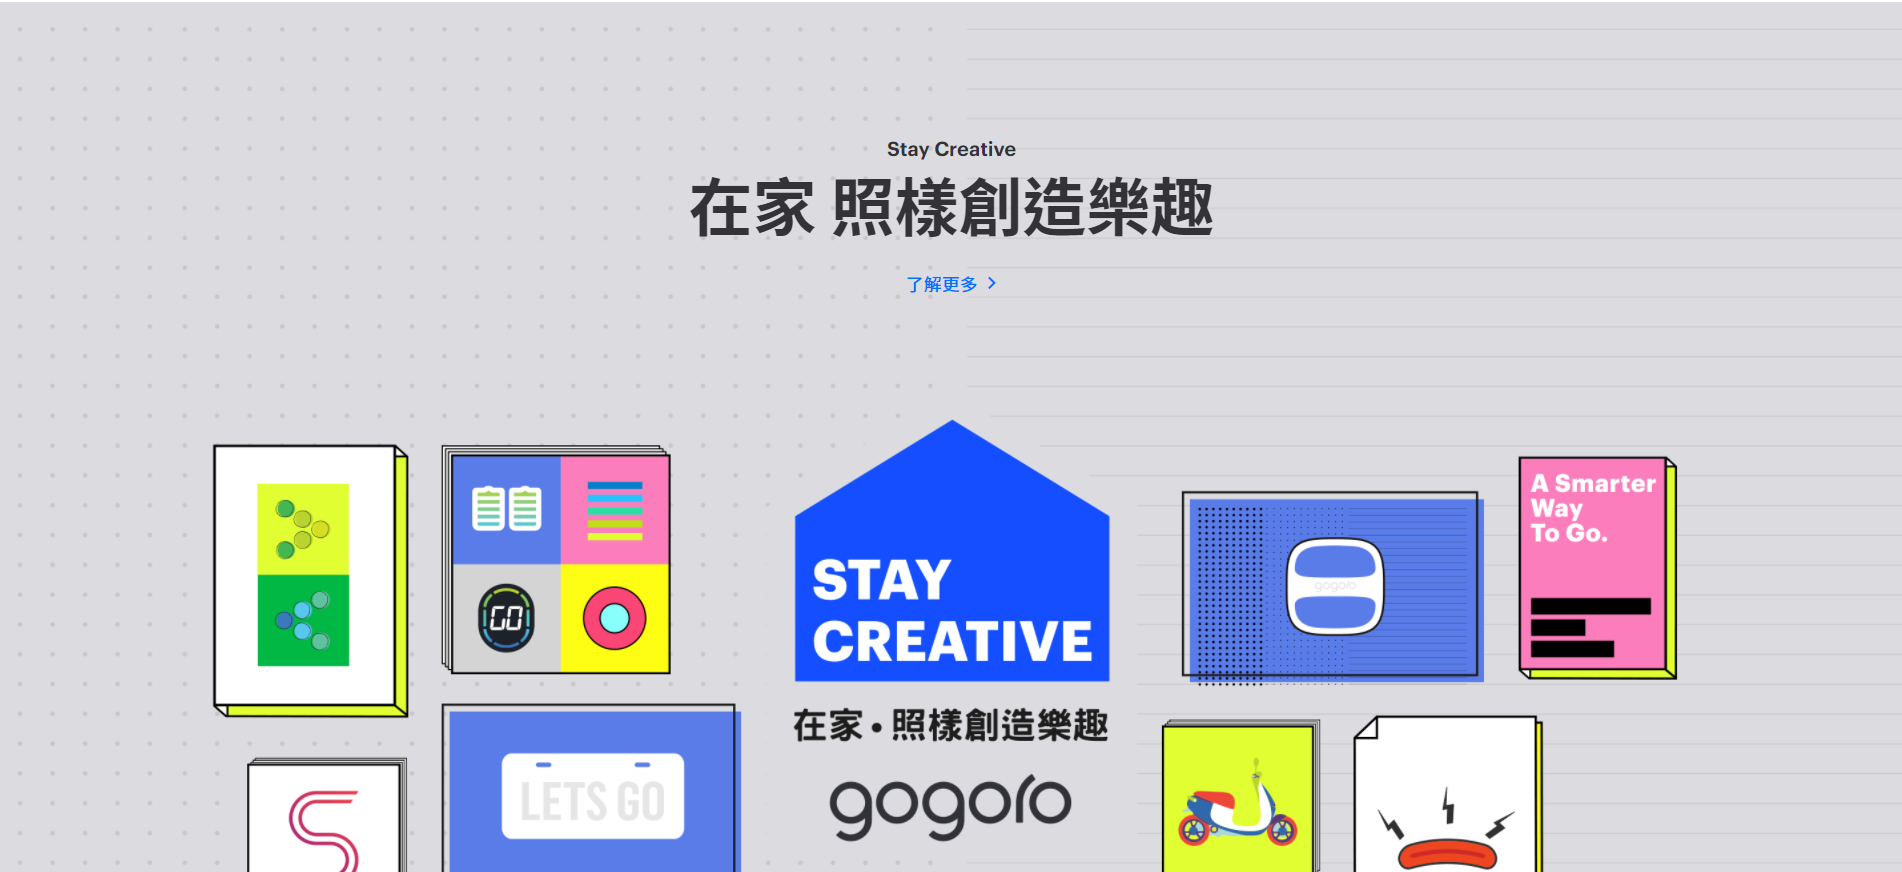 Stay Creative
在家 照樣創造樂趣
了解更多
GO
STAY
CREATIVE
gogoro
A Smarter
Way
To Go.
在家・照樣創造樂趣
LETS GO
gogoro